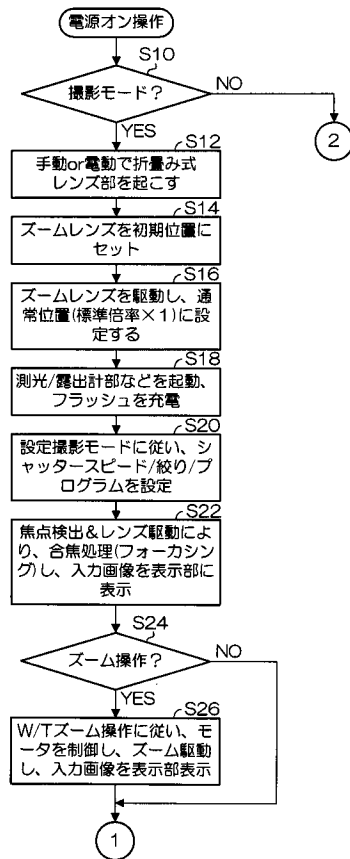 電源オン操作
S10
撮影モード？
NO
YES
2
S12
手動or電動で折畳み式
レンズ部を起こす
S14
ズームレンズを初期位置に
セット
S16
ズームレンズを駆動し、通
常位置(標準倍率×1)に設
定する
S18
測光/露出計部などを起動、
フラッシュを充電
S20
設定撮影モードに従い、シ
ャッタースピード/絞り/プ
ログラムを設定
S22
焦点検出&レンズ駆動によ
り、合焦処理(フォーカシン
グ)し、入力画像を表示部に
表示
S24
ズーム操作？
NO
YES
S26
W/Tズーム操作に従い、モー
タを制御し、ズーム駆動
し、入力画像を表示部表示
1